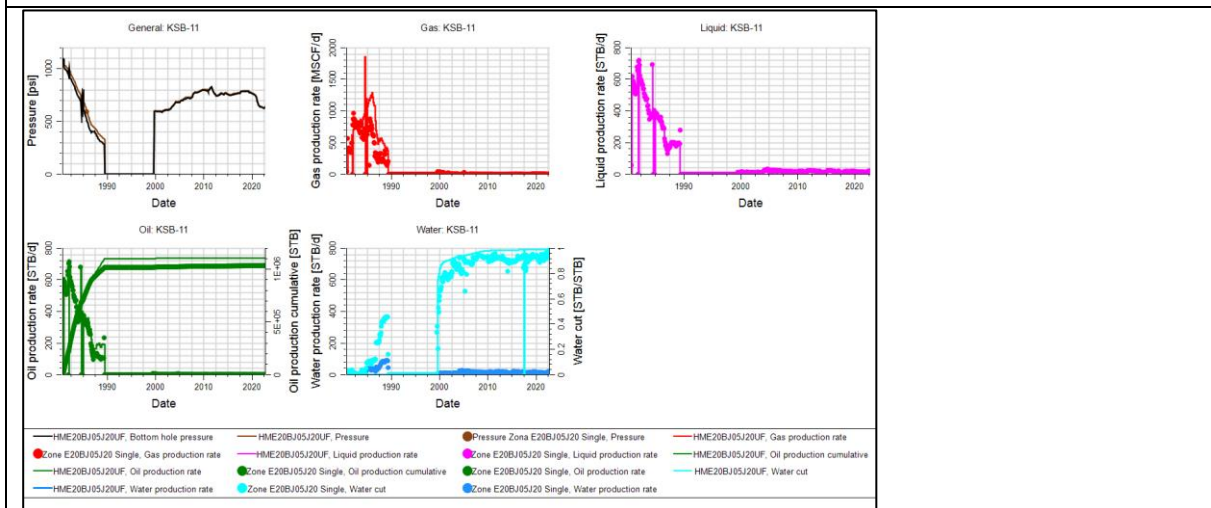 General: KSB-11
Pressure [psi]
1000
500
0
1990 2000 2010 2020
Date
Gas: KSB-11
Gas production rate [MSCF/d]
2000
1500
1000
500
0
1990 2000 2010 2020
Date
Liquid: KSB-11
Liquid production rate [STB/d]
800
600
400
200
0
1990 2000 2010 2020
Date
Oil: KSB-11
Oil production rate [STB/d]
800
600
400
200
0
1E+06
5E+05
0
Oil production cumulative [STB]
1990 2000 2010 2020
Date
Water: KSB-11
Water production rate [STB/d]
800
600
400
200
0
1
0.8
0.6
0.4
0.2
0
Water cut [STB/STB]
1990 2000 2010 2020
Date
HME20BJ05J20UF, Bottom hole pressure HME20BJ05J20UF, Pressure Pressure Zona E20BJ05J20 Single, Pressure HME20BJ05J20UF, Gas production rate
Zone E20BJ05J20 Single, Gas production rate HME20BJ05J20UF, Liquid production rate Zone E20BJ05J20 Single, Liquid production rate HME20BJ05J20UF, Oil production cumulative
HME20BJ05J20UF, Oil production rate Zone E20BJ05J20 Single, Oil production cumulative Zone E20BJ05J20 Single, Oil production rate HME20BJ05J20UF, Water cut
HME20BJ05J20UF, Water production rate Zone E20BJ05J20 Single, Water cut Zone E20BJ05J20 Single, Water production rate